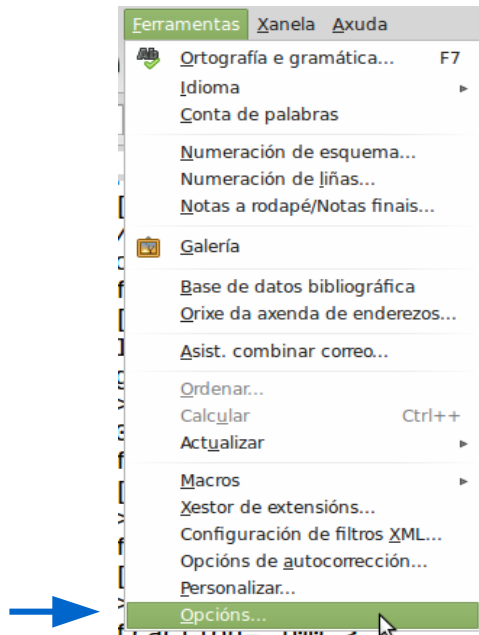 Ferramentas Xanela Axuda
Ortografía e gramática... F7
Idioma
Conta de palabras
Numeración de esquema...
Numeración de liñas...
Notas a rodapé/Notas finais...
Galería
Base de datos bibliográfica
Orixe da axenda de enderezos...
Asist. combinar correo...
Ordenar...
Calcular Ctrl++
Actualizar
Macros
Xestor de extensións...
Configuración de filtros XML...
Opcións de autocorrección...
Personalizar...
Opcións...